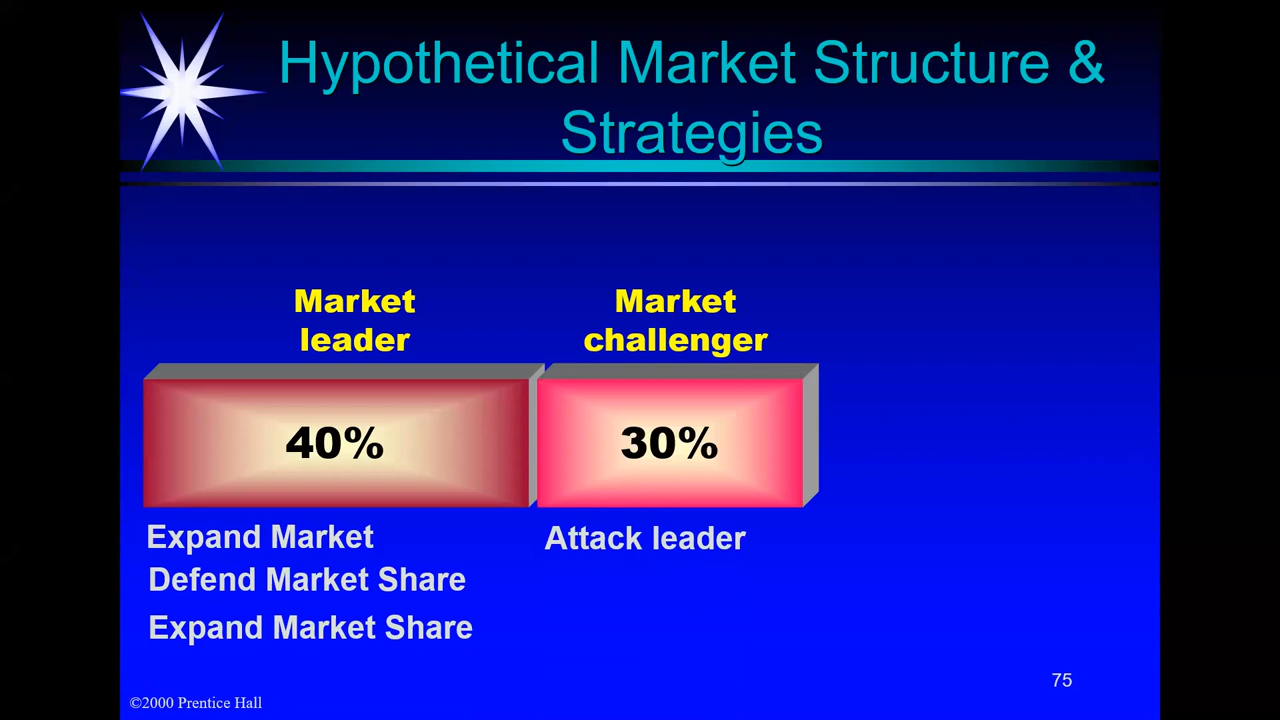 Hypothetical Market Structure &
Strategies
Market
leader
Market
challenger
40%
30%
Expand Market
Defend Market Share
Expand Market Share
Attack leader
75
©2000 Prentice Hall